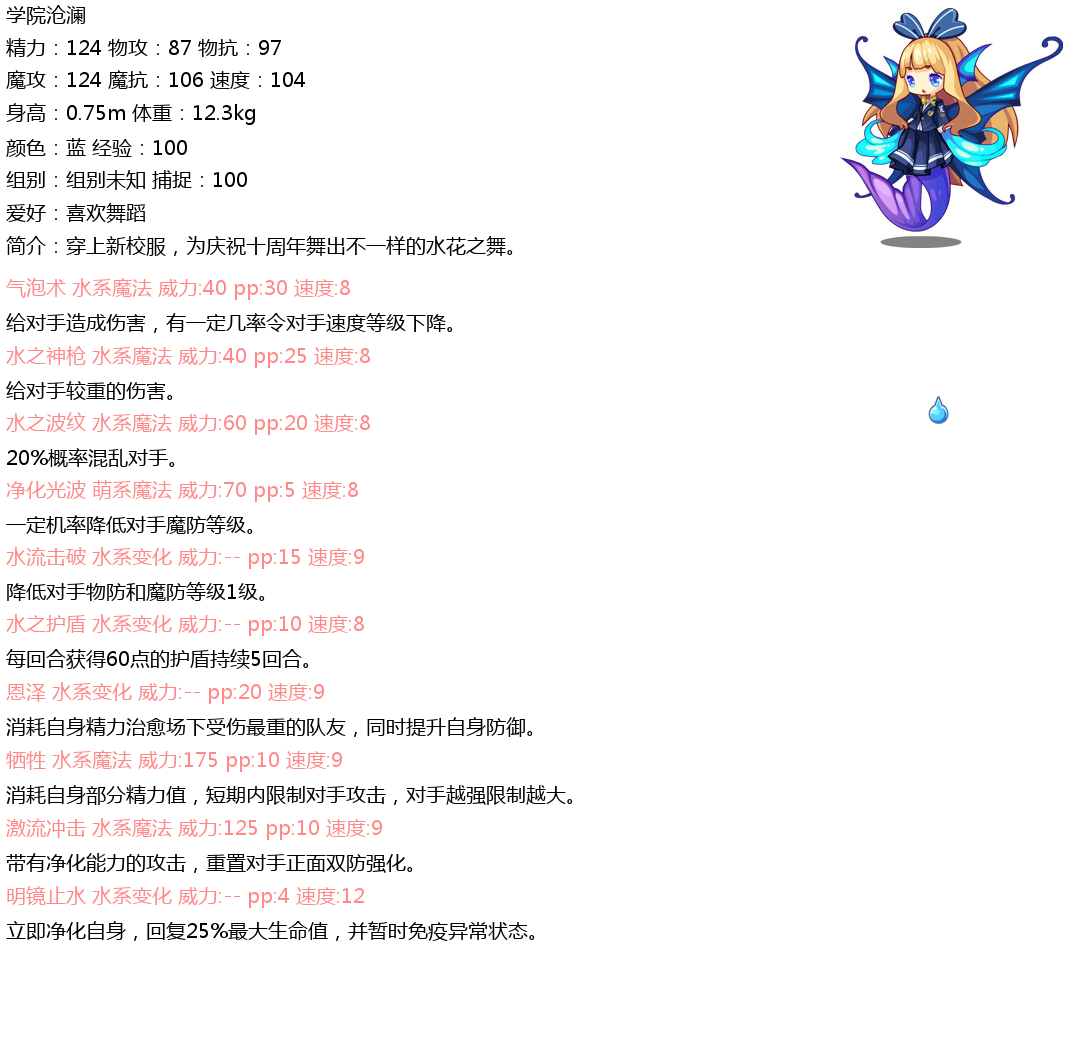 学院沧澜
精力：124 物攻：87 物抗：97
魔攻：124 魔抗：106 速度：104
身高：0.75m 体重：12.3kg
颜色：蓝 经验：100
组别：组别未知 捕捉：100
爱好：喜欢舞蹈
简介：穿上新校服，为庆祝十周年舞出不一样的水花之舞。
气泡术 水系魔法 威力:40 pp:30 速度:8
给对手造成伤害，有一定几率令对手速度等级下降。
水之神枪 水系魔法 威力:40 pp:25 速度:8
给对手较重的伤害。
水之波纹 水系魔法 威力:60 pp:20 速度:8
20%概率混乱对手。
净化光波 萌系魔法 威力:70 pp:5 速度:8
一定机率降低对手魔防等级。
水流击破 水系变化 威力:-- pp:15 速度:9
降低对手物防和魔防等级1级。
水之护盾 水系变化 威力:-- pp:10 速度:8
每回合获得60点的护盾持续5回合。
恩泽 水系变化 威力:-- pp:20 速度:9
消耗自身精力治愈场下受伤最重的队友，同时提升自身防御。
牺牲 水系魔法 威力:175 pp:10 速度:9
消耗自身部分精力值，短期内限制对手攻击，对手越强限制越大。
激流冲击 水系魔法 威力:125 pp:10 速度:9
带有净化能力的攻击，重置对手正面双防强化。
明镜止水 水系变化 威力:-- pp:4 速度:12
立即净化自身，回复25%最大生命值，并暂时免疫异常状态。